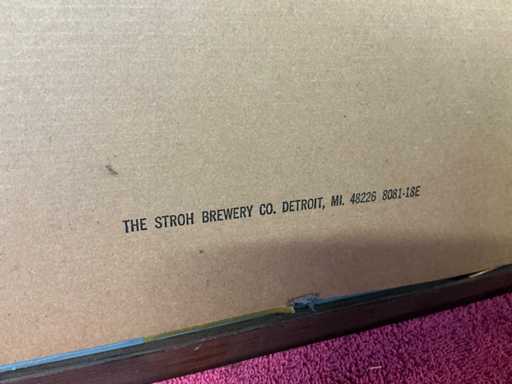 THE STROH BREWERY CO. DETROIT, MI. 48226 8081-18E